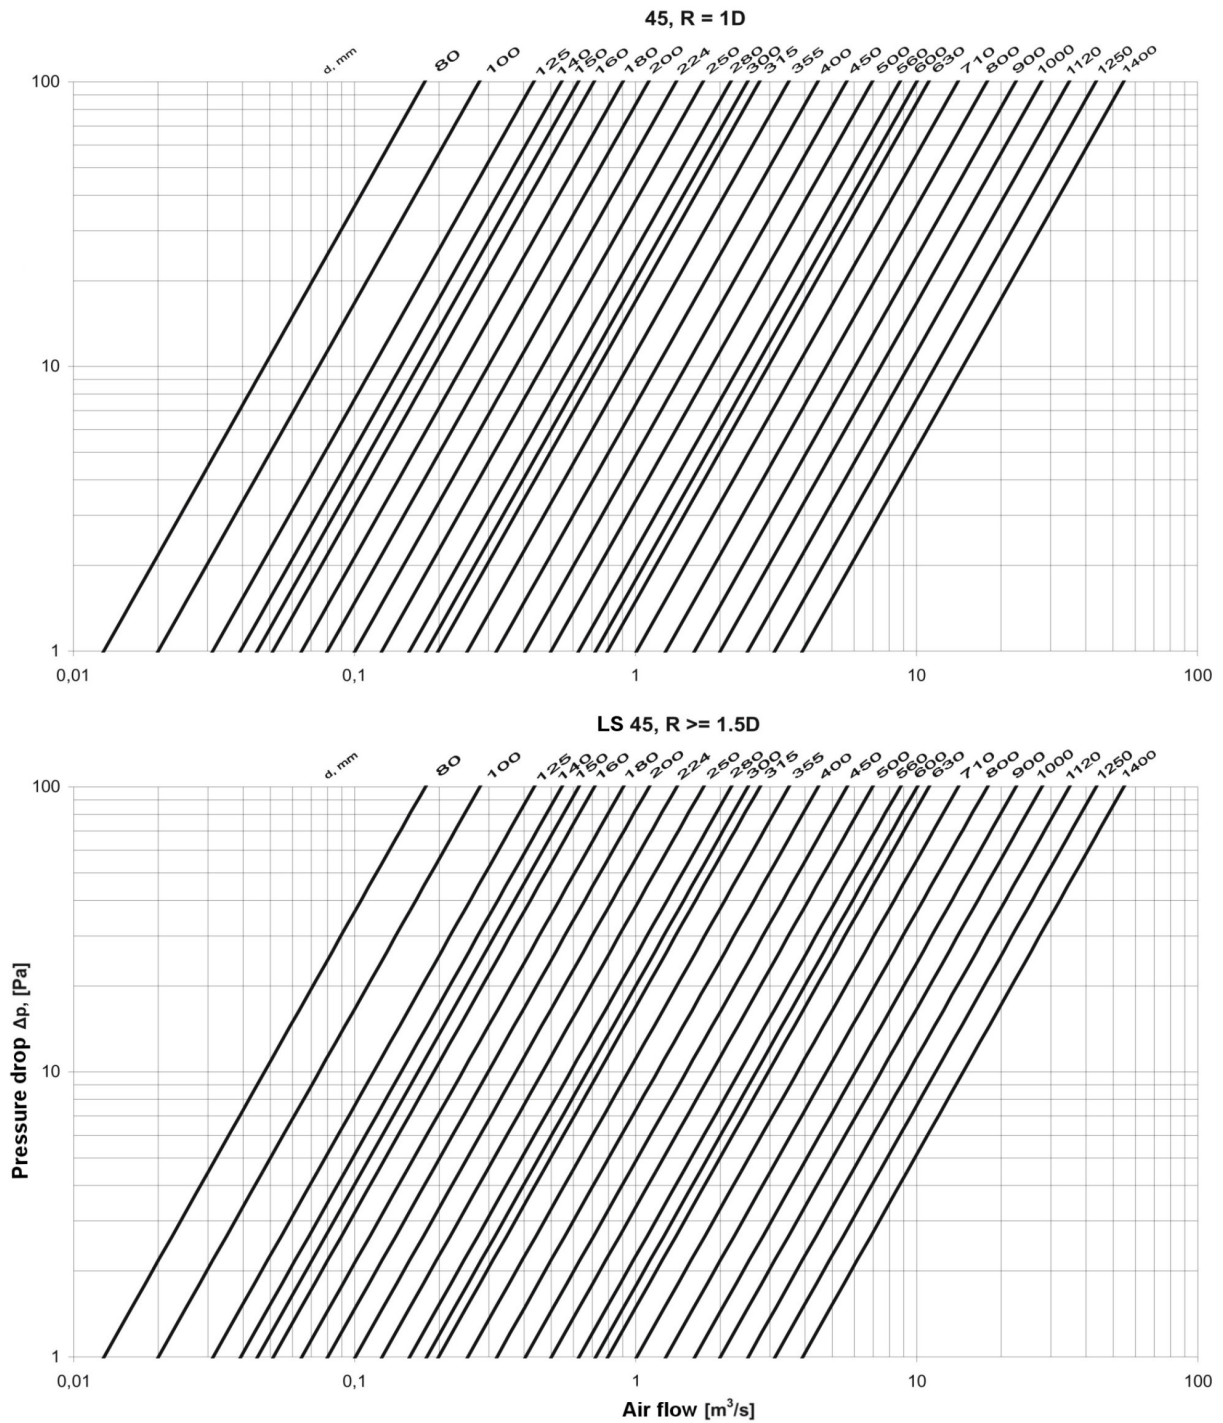 45, R = 1D
d. mm 80 100 125 140 150 160 180 200 224 250 280 300 315 355 400 450 500 560 600 630 710 800 900 1000 1120 1250 1400
100
10
1
0,01 0,1 1 10 100
LS 45, R >= 1.5D
d. mm 80 100 125 140 150 160 180 200 224 250 280 300 315 355 400 450 500 560 600 630 710 800 900 1000 1120 1250 1400
100
10
1
0,01 0,1 1 10 100
Pressure drop Δp, [Pa]
Air flow [m³/s]